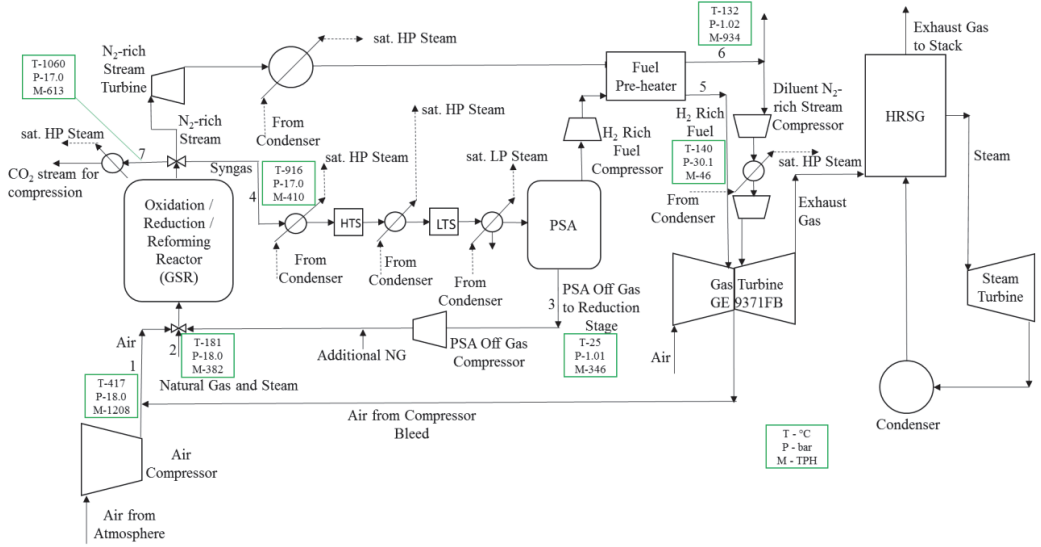 T-132
P-1.02
M-934
6
Exhaust Gas
to Stack
N₂-rich
Stream
Turbine
sat. HP Steam
T-1060
P-17.0
M-613
Fuel
Pre-heater
5
Diluent N₂-
rich Stream
Compressor
HRSG
From
Condenser
sat. HP Steam
N₂-rich
Stream
H₂ Rich
Fuel
Compressor
H₂ Rich
Fuel
sat. HP Steam
7
CO₂ stream for
compression
Syngas
T-916
P-17.0
M-410
4
sat. HP Steam
sat. LP Steam
T-140
P-30.1
M-46
sat. HP Steam
Steam
From
Condenser
Exhaust
Gas
Oxidation /
Reduction /
Reforming
Reactor
(GSR)
HTS
LTS
PSA
From
Condenser
From
Condenser
From
Condenser
Gas Turbine
GE 9371FB
Steam
Turbine
3
PSA Off Gas
to Reduction
Stage
Air
1
2
T-181
P-18.0
M-382
Natural Gas and Steam
Additional NG
PSA Off Gas
Compressor
T-25
P-1.01
M-346
Air
T-417
P-18.0
M-1208
Air from Compressor
Bleed
Condenser
T - °C
P - bar
M - TPH
Air
Compressor
Air from
Atmosphere